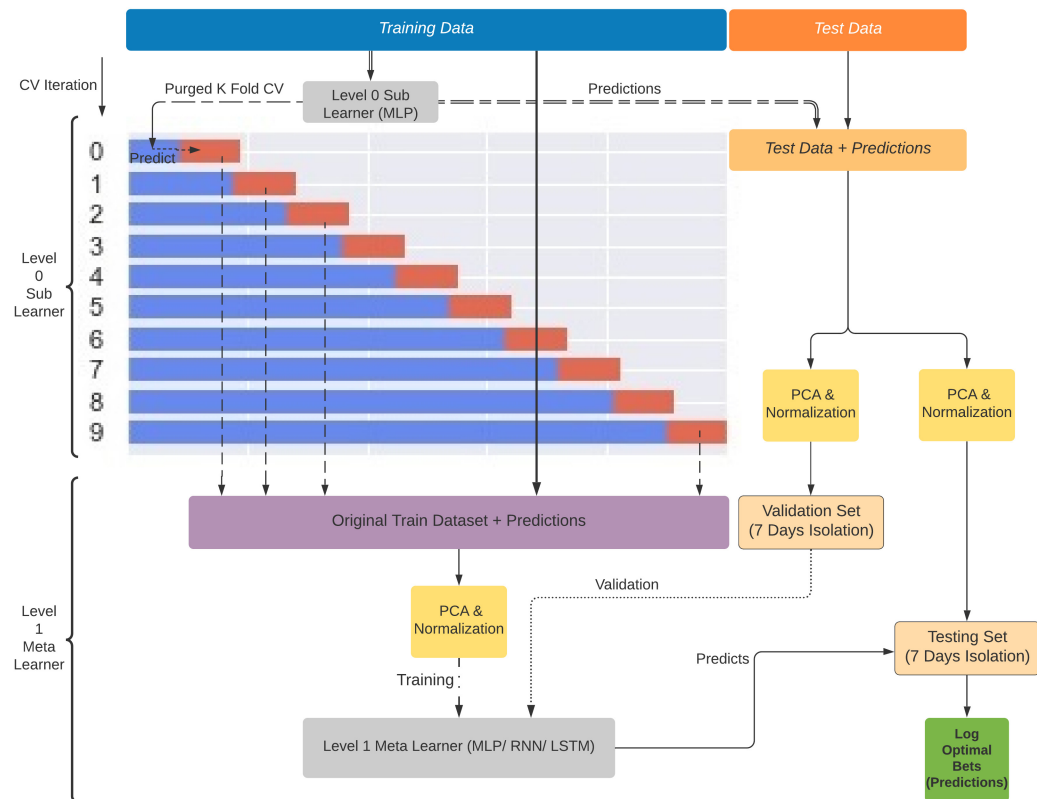 Training Data
Test Data
CV Iteration
Purged K Fold CV
Level 0 Sub
Learner (MLP)
Predictions
Test Data + Predictions
Predict
0
1
2
3
4
5
6
7
8
9
Level
0
Sub
Learner
PCA &
Normalization
PCA &
Normalization
Original Train Dataset + Predictions
Validation Set
(7 Days Isolation)
Validation
PCA &
Normalization
Level
1
Meta
Learner
Testing Set
(7 Days Isolation)
Predicts
Training
Level 1 Meta Learner (MLP/ RNN/ LSTM)
Log
Optimal
Bets
(Predictions)